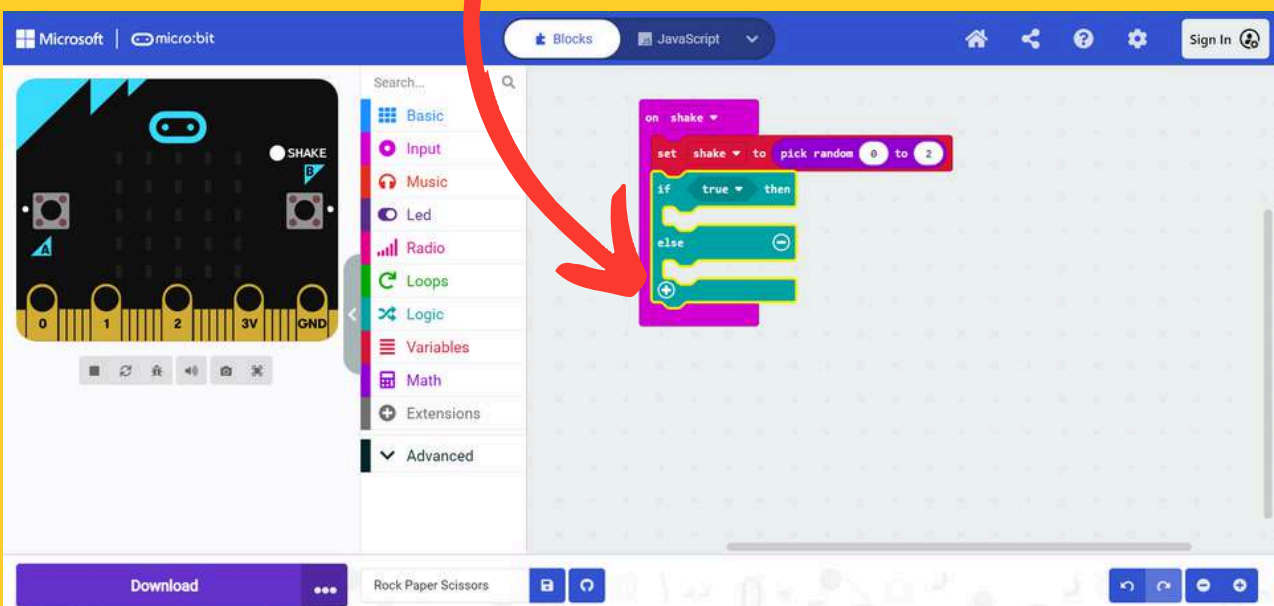 Microsoft | micro:bit
Blocks
JavaScript
Sign In
SHAKE
B
A
0 1 2 3V GND
Search...
Basic
Input
Music
Led
Radio
Loops
Logic
Variables
Math
Extensions
Advanced
on shake
set shake to pick random 0 to 2
if true then
else
Download
Rock Paper Scissors